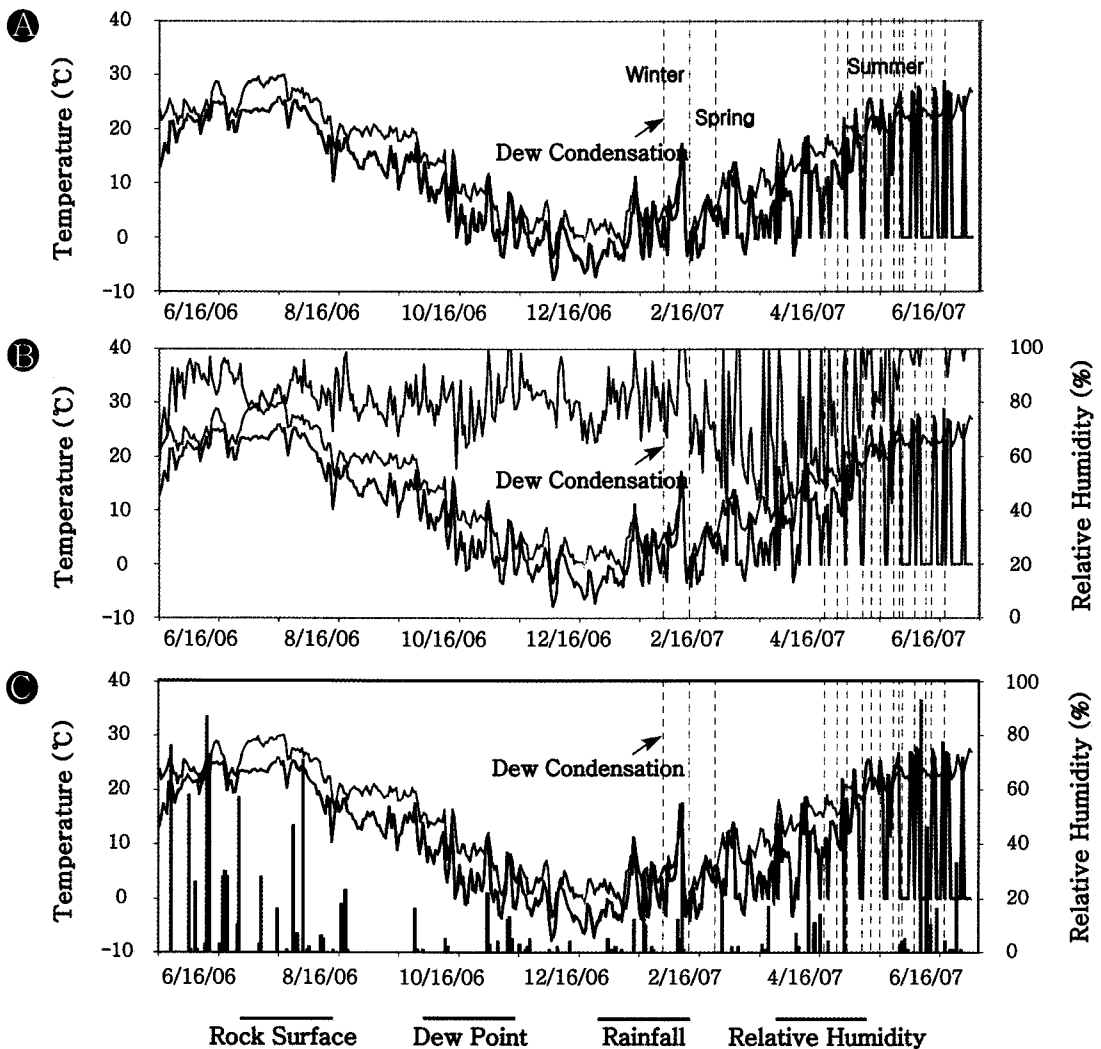 A
Temperature (℃)
40
30
20
10
0
-10
Winter
Spring
Summer
Dew Condensation
6/16/06 8/16/06 10/16/06 12/16/06 2/16/07 4/16/07 6/16/07
B
Temperature (℃)
40
30
20
10
0
-10
Dew Condensation
100
80
60
40
20
0
Relative Humidity (%)
6/16/06 8/16/06 10/16/06 12/16/06 2/16/07 4/16/07 6/16/07
C
Temperature (℃)
40
30
20
10
0
-10
Dew Condensation
100
80
60
40
20
0
Relative Humidity (%)
6/16/06 8/16/06 10/16/06 12/16/06 2/16/07 4/16/07 6/16/07
Rock Surface Dew Point Rainfall Relative Humidity